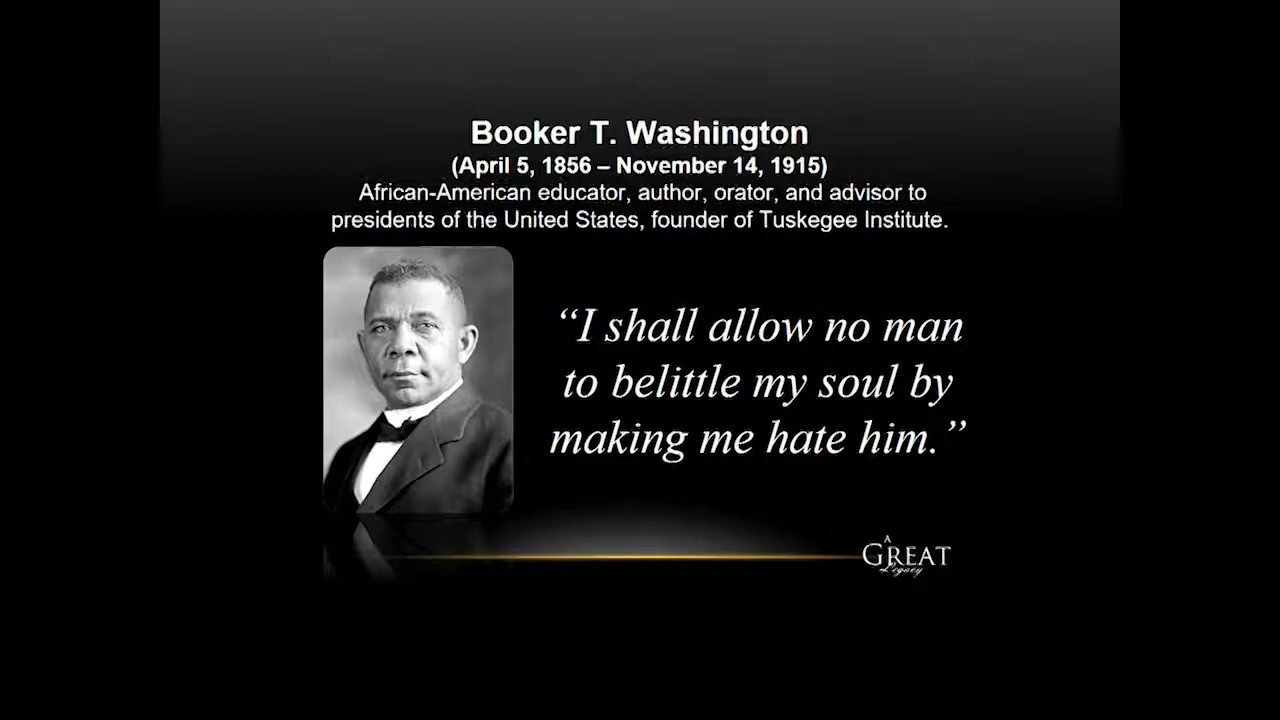 Booker T. Washington
(April 5, 1856 – November 14, 1915)
African-American educator, author, orator, and advisor to
presidents of the United States, founder of Tuskegee Institute.
“I shall allow no man
to belittle my soul by
making me hate him.”
A
GREAT
Legacy